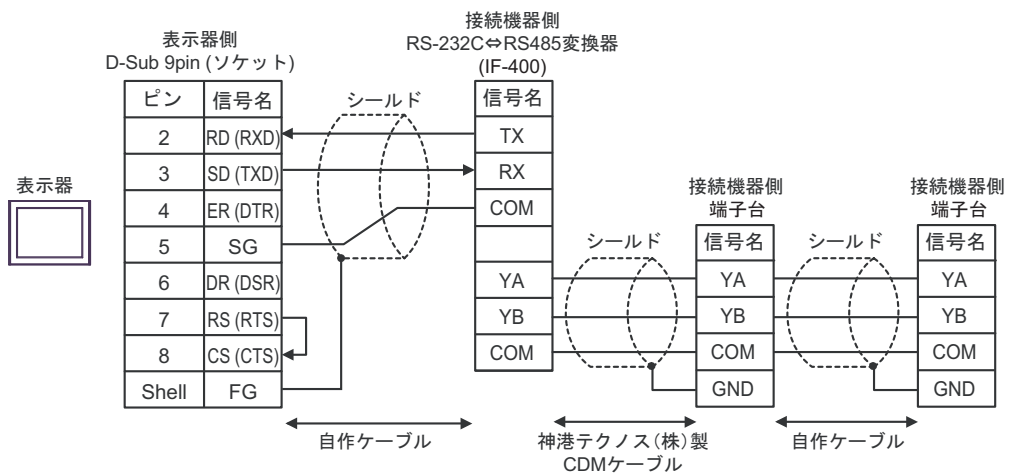 接続機器側
RS-232C⇔RS485変換器
(IF-400)
表示器側
D-Sub 9pin (ソケット)
ピン 信号名
シールド
信号名
2 RD (RXD)
TX
3 SD (TXD)
RX
表示器
4 ER (DTR)
COM
接続機器側
端子台
接続機器側
端子台
5 SG
シールド
信号名
シールド
信号名
6 DR (DSR)
YA
YA
YA
7 RS (RTS)
YB
YB
YB
8 CS (CTS)
COM
COM
COM
Shell FG
GND
GND
自作ケーブル
神港テクノス(株)製
CDMケーブル
自作ケーブル